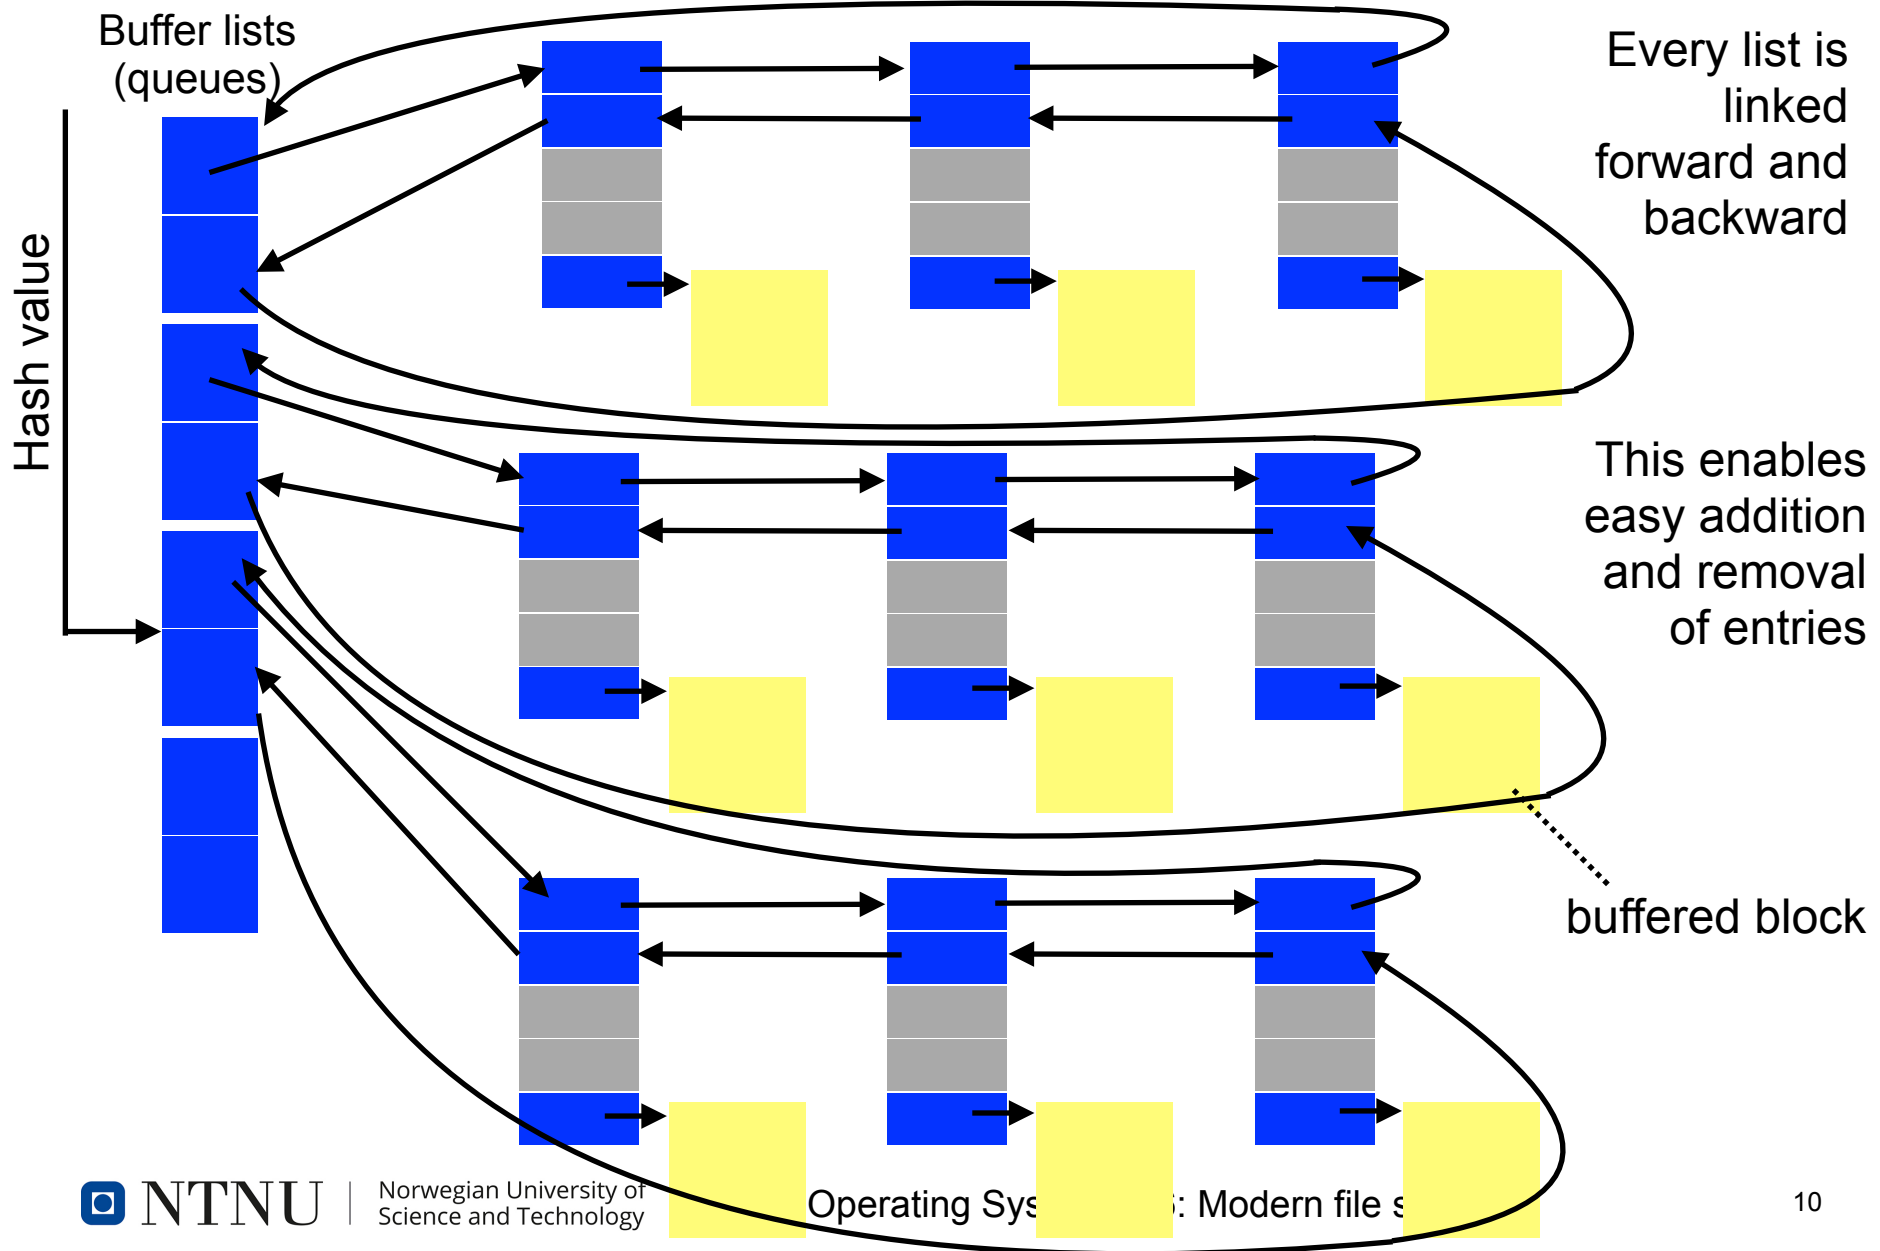 Buffer lists
(queues)
Hash value
Every list is
linked
forward and
backward
This enables
easy addition
and removal
of entries
buffered block
NTNU
Norwegian University of
Science and Technology
Operating
: Modern file
10